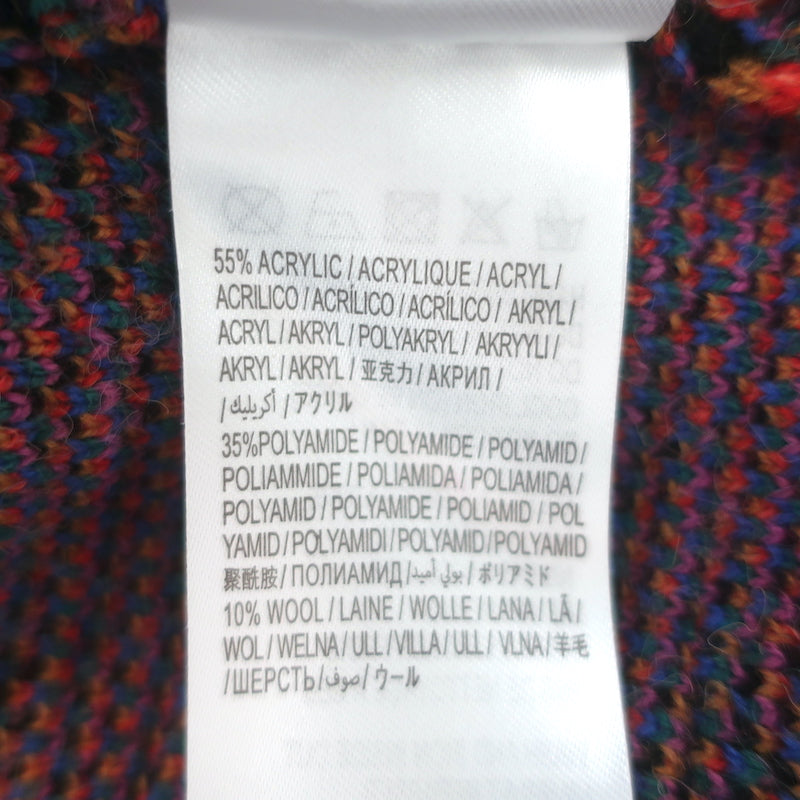 55% ACRYLIC / ACRYLIQUE / ACRYL /
ACRILICO / ACRÍLICO / ACRÍLICO / AKRYL /
ACRYL / AKRYL / POLYAKRYL / AKRYYLI /
AKRYL / AKRYL / 亚克力 / АКРИЛ /
/ أكريليك / アクリル
35%POLYAMIDE / POLYAMIDE / POLYAMID /
POLIAMMIDE / POLIAMIDA / POLIAMIDA /
POLYAMID / POLYAMIDE / POLIAMID / POL
YAMID / POLYAMIDI / POLYAMID / POLYAMID
聚酰胺 / ПОЛИАМИД / بولي أميد / ポリアミド
10% WOOL / LAINE / WOLLE / LANA / LÃ /
WOL / WELNA / ULL / VILLA / ULL / VLNA / 羊毛
/ ШЕРСТЬ / صوف / ウール